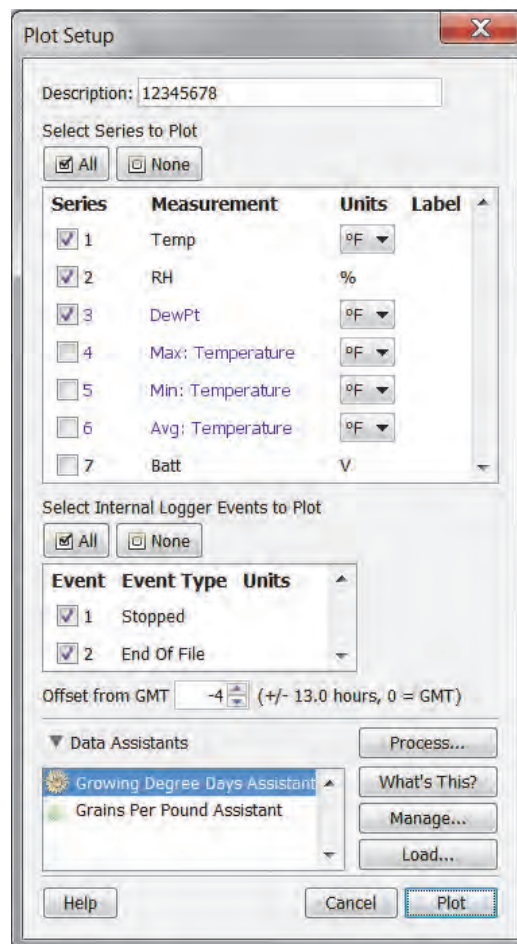 Plot Setup
Description: 12345678
Select Series to Plot
All None
Series Measurement Units Label
1 Temp °F
2 RH %
3 DewPt °F
4 Max: Temperature °F
5 Min: Temperature °F
6 Avg: Temperature °F
7 Batt V
Select Internal Logger Events to Plot
All None
Event Event Type Units
1 Stopped
2 End Of File
Offset from GMT -4 (+/- 13.0 hours, 0 = GMT)
Data Assistants Process...
Growing Degree Days Assistant What's This?
Grains Per Pound Assistant Manage...
Load...
Help Cancel Plot